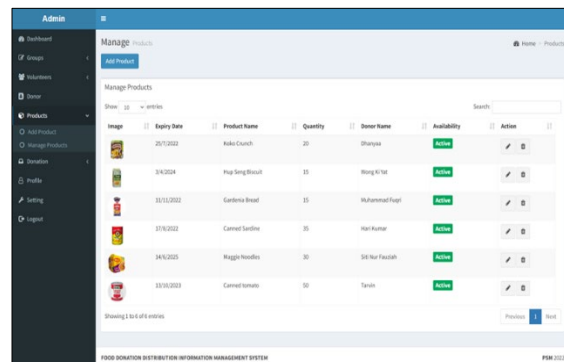 Admin
Dashboard
Groups
Volunteers
Donor
Products
Add Product
Manage Products
Donation
Profile
Setting
Logout
Manage Products
Home Products
Add Product
Manage Products
Show 10 entries
Search:
Image Expiry Date Product Name Quantity Donor Name Availability Action
25/7/2022 Koko Crunch 20 Dhanyaa Active
3/4/2024 Hup Seng Biscuit 15 Wong Ki Yat Active
11/11/2022 Gardenia Bread 15 Muhammad Fuqri Active
17/8/2022 Canned Sardine 35 Hari Kumar Active
14/6/2025 Maggie Noodles 30 Siti Nur Fauziah Active
13/10/2023 Canned tomato 50 Tarvin Active
Showing 1 to 6 of 6 entries
Previous 1 Next
FOOD DONATION DISTRIBUTION INFORMATION MANAGEMENT SYSTEM
PSM 2022